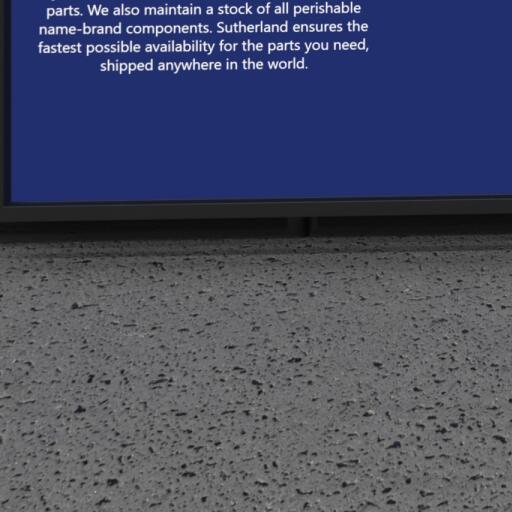 parts. We also maintain a stock of all perishable
name-brand components. Sutherland ensures the
fastest possible availability for the parts you need,
shipped anywhere in the world.